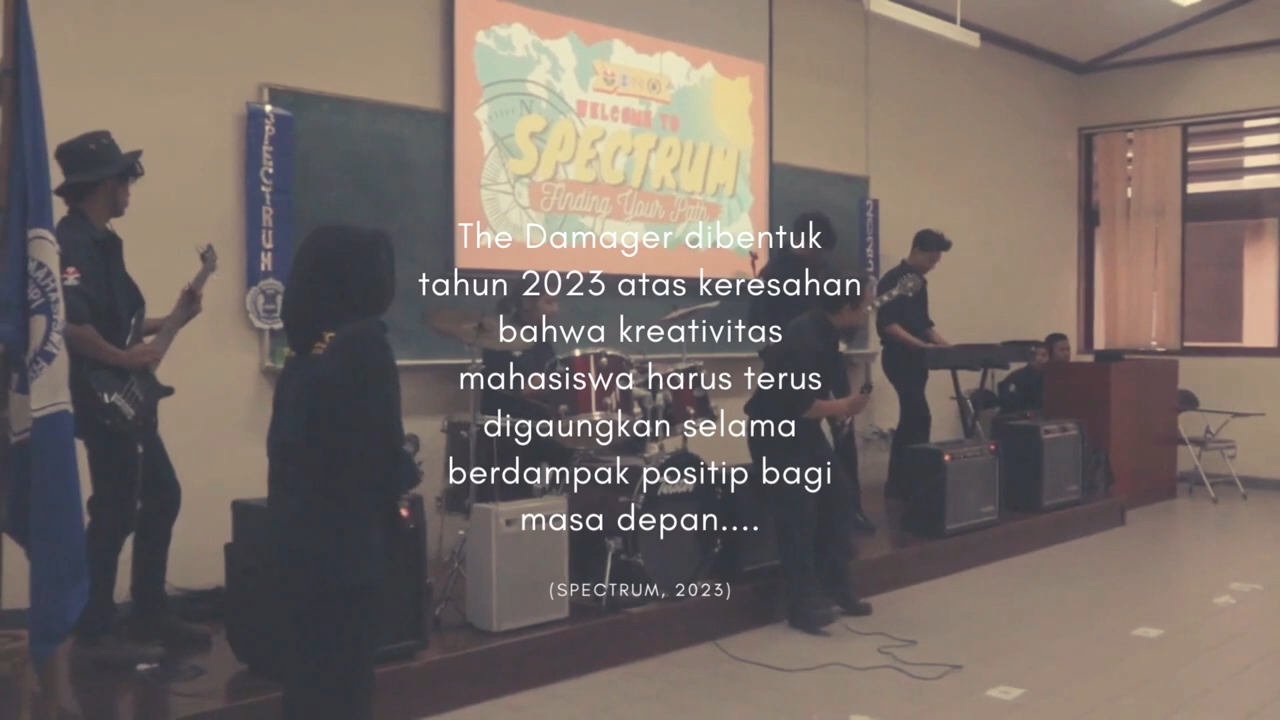 WELCOME TO
SPECTRUM
Finding Your Path
N
SPECTRUM
The Damager dibentuk
tahun 2023 atas keresahan
bahwa kreativitas
mahasiswa harus terus
digaungkan selama
berdampak positip bagi
masa depan....
(SPECTRUM, 2023)